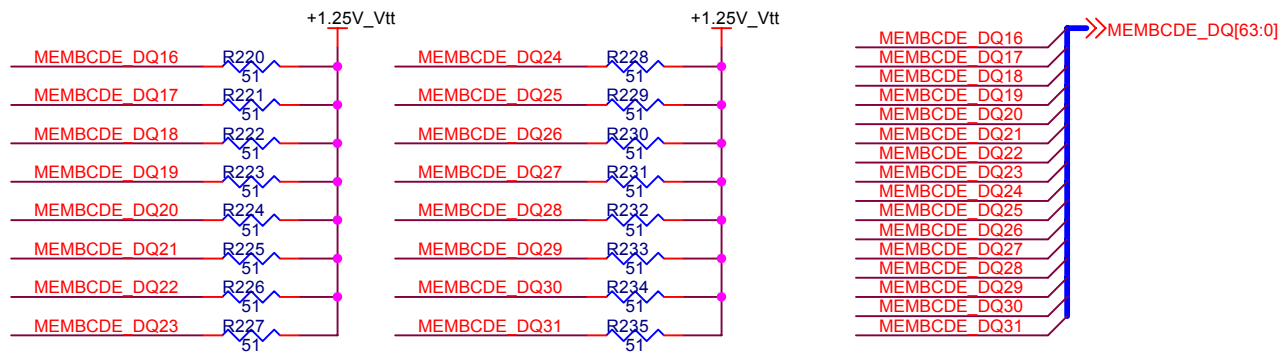 +1.25V_Vtt
MEMBCDE_DQ16 R220
51
MEMBCDE_DQ17 R221
51
MEMBCDE_DQ18 R222
51
MEMBCDE_DQ19 R223
51
MEMBCDE_DQ20 R224
51
MEMBCDE_DQ21 R225
51
MEMBCDE_DQ22 R226
51
MEMBCDE_DQ23 R227
51
+1.25V_Vtt
MEMBCDE_DQ24 R228
51
MEMBCDE_DQ25 R229
51
MEMBCDE_DQ26 R230
51
MEMBCDE_DQ27 R231
51
MEMBCDE_DQ28 R232
51
MEMBCDE_DQ29 R233
51
MEMBCDE_DQ30 R234
51
MEMBCDE_DQ31 R235
51
MEMBCDE_DQ[63:0]
MEMBCDE_DQ16
MEMBCDE_DQ17
MEMBCDE_DQ18
MEMBCDE_DQ19
MEMBCDE_DQ20
MEMBCDE_DQ21
MEMBCDE_DQ22
MEMBCDE_DQ23
MEMBCDE_DQ24
MEMBCDE_DQ25
MEMBCDE_DQ26
MEMBCDE_DQ27
MEMBCDE_DQ28
MEMBCDE_DQ29
MEMBCDE_DQ30
MEMBCDE_DQ31